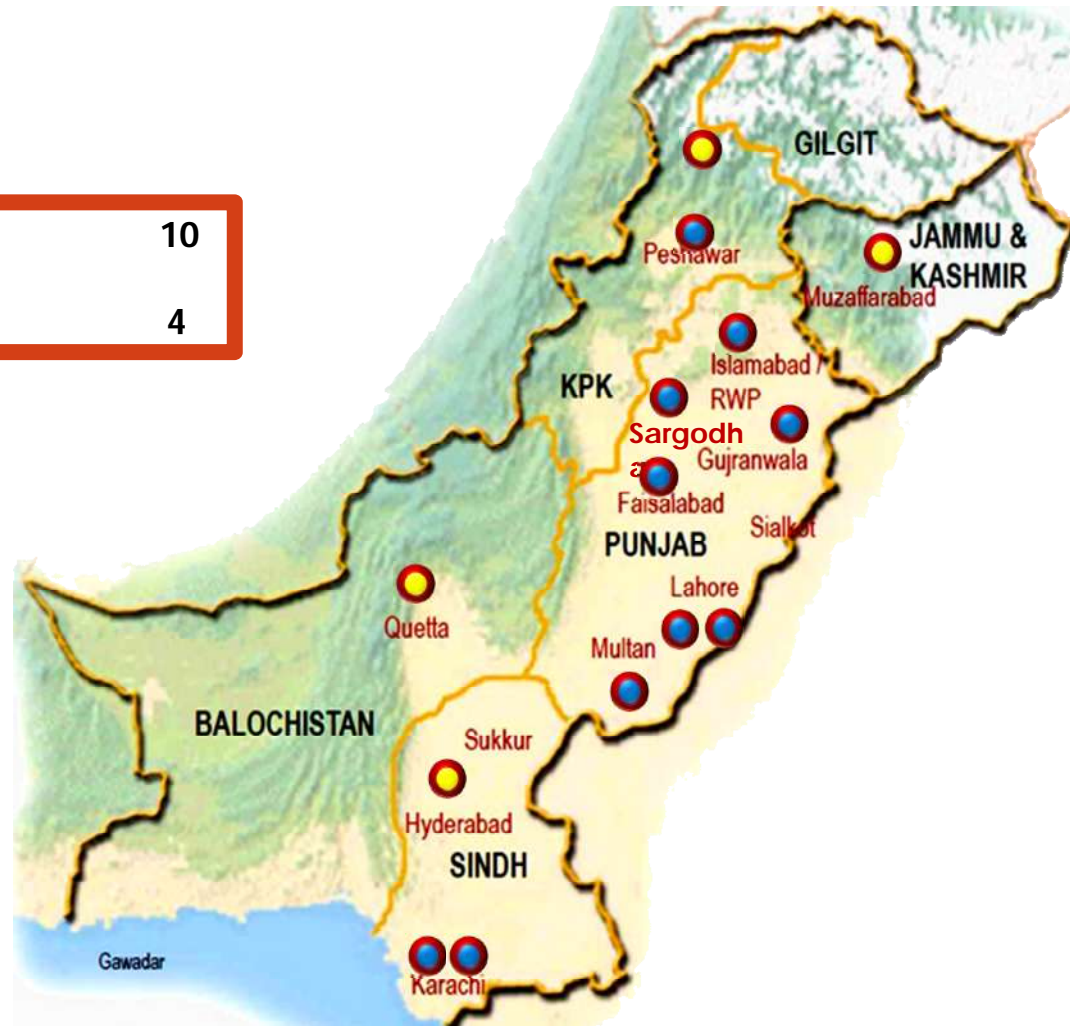 10
4
GILGIT
JAMMU &
KASHMIR
Peshawar
Muzaffarabad
Islamabad /
RWP
KPK
Sargodh
a
Gujranwala
Faisalabad
Sialkot
PUNJAB
Lahore
Quetta
Multan
BALOCHISTAN
Sukkur
Hyderabad
SINDH
Gawadar
Karachi